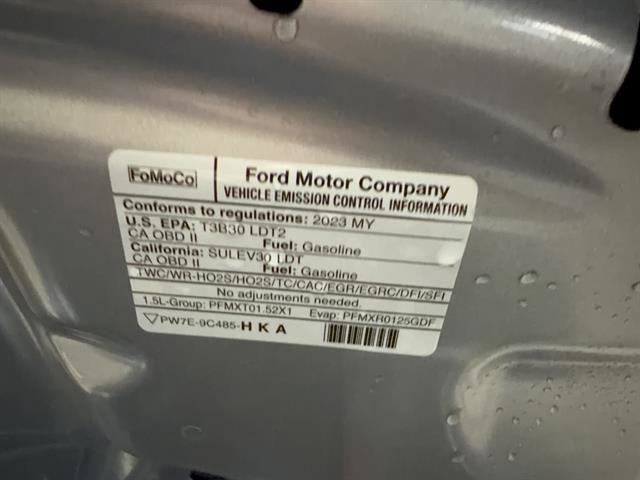 FoMoCo
Ford Motor Company
VEHICLE EMISSION CONTROL INFORMATION
Conforms to regulations: 2023 MY
U.S. EPA: T3B30 LDT2
CA OBD II Fuel: Gasoline
California: SULEV30 LDT
CA OBD II Fuel: Gasoline
TWC/WR-HO2S/HO2S/TC/CAC/EGR/EGRC/DFI/SFI
No adjustments needed.
1.5L-Group: PFMXT01.52X1 Evap: PFMXR0125GDF
PW7E-9C485-HKA